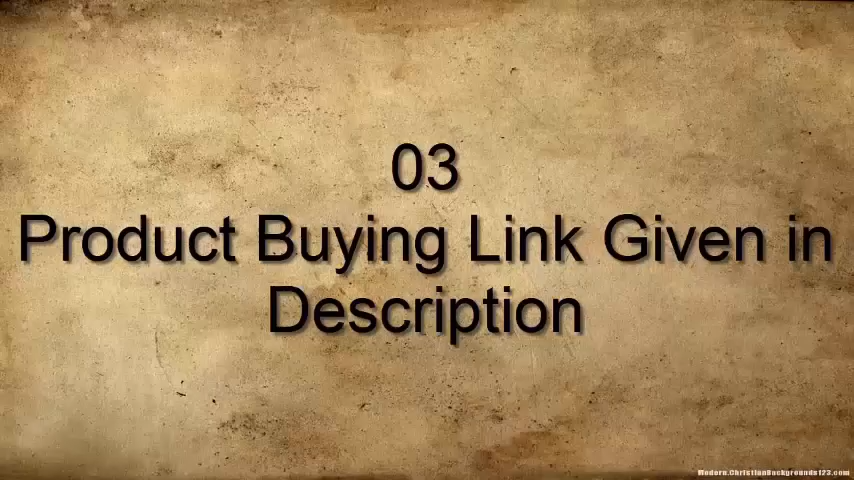 03
Product Buying Link Given in
Description
Modern.ChristianBackgrounds123.com